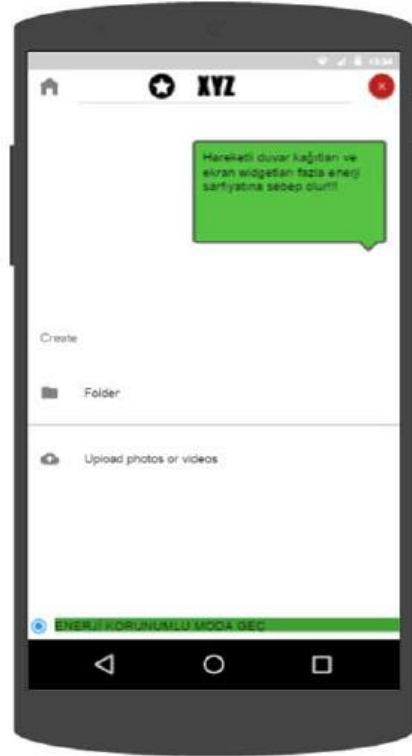 XYZ
Hareketli duvar kağıtları ve
ekran widgetları fazla enerji
sarfiyatına sebep olur!!!
Create
Folder
Upload photos or videos
ENERJİ KORUNUMLU MODA GEÇ